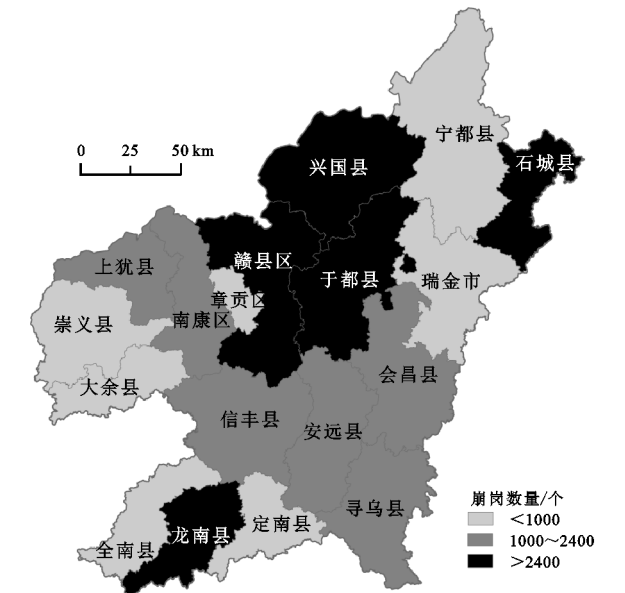 宁都县
石城县
兴国县
0 25 50 km
赣县区
上犹县
于都县
瑞金市
章贡区
南康区
崇义县
会昌县
大余县
信丰县
安远县
崩岗数量/个
寻乌县
<1000
定南县
龙南县
1000~2400
全南县
>2400